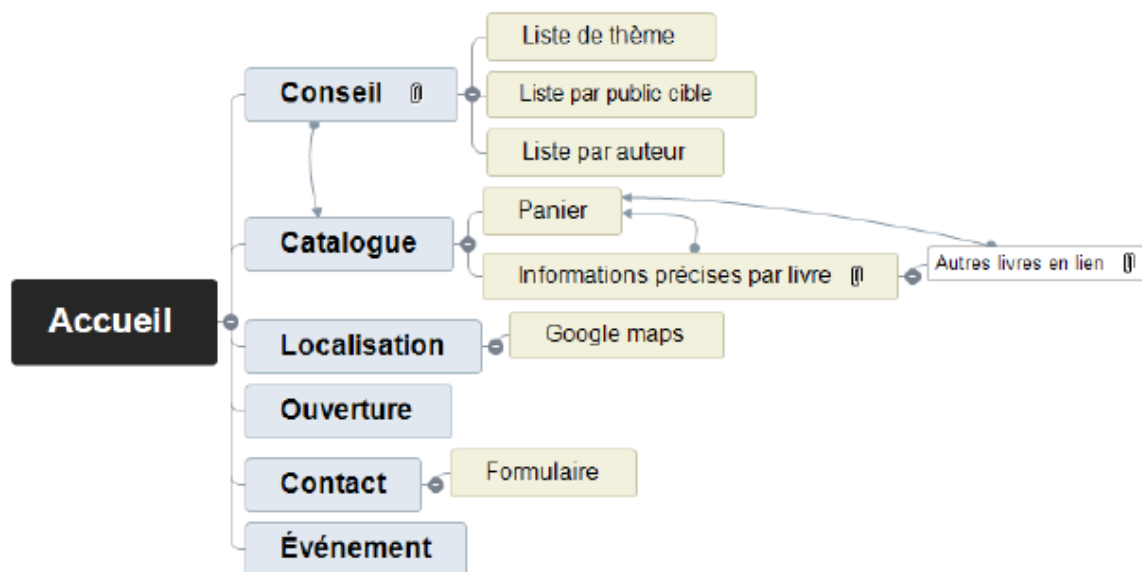 Liste de thème
Conseil
Liste par public cible
Liste par auteur
Panier
Catalogue
Informations précises par livre
Autres livres en lien
Accueil
Localisation
Google maps
Ouverture
Contact
Formulaire
Événement